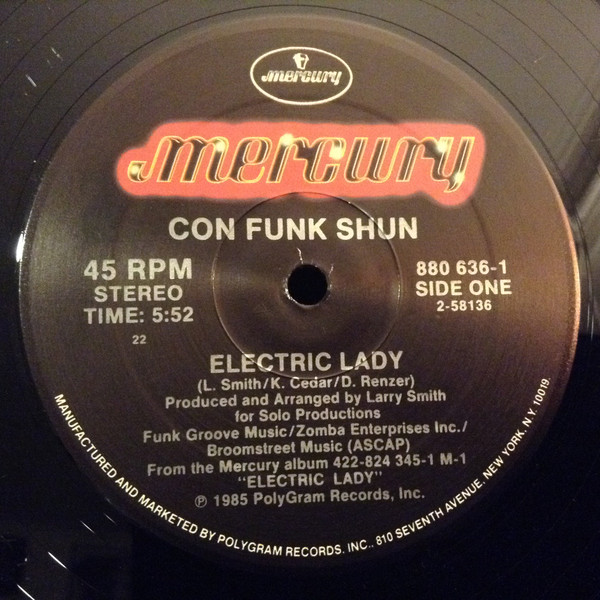 mercury
mercury
CON FUNK SHUN
45 RPM
STEREO
TIME: 5:52
22
880 636-1
SIDE ONE
2-58136
ELECTRIC LADY
(L. Smith/K. Cedar/D. Renzer)
Produced and Arranged by Larry Smith
for Solo Productions
Funk Groove Music/Zomba Enterprises Inc./
Broomstreet Music (ASCAP)
From the Mercury album 422-824 345-1 M-1
"ELECTRIC LADY"
℗ 1985 PolyGram Records, Inc.
MANUFACTURED AND MARKETED BY POLYGRAM RECORDS. INC.. 810 SEVENTH AVENUE, NEW YORK, N.Y. 10019.